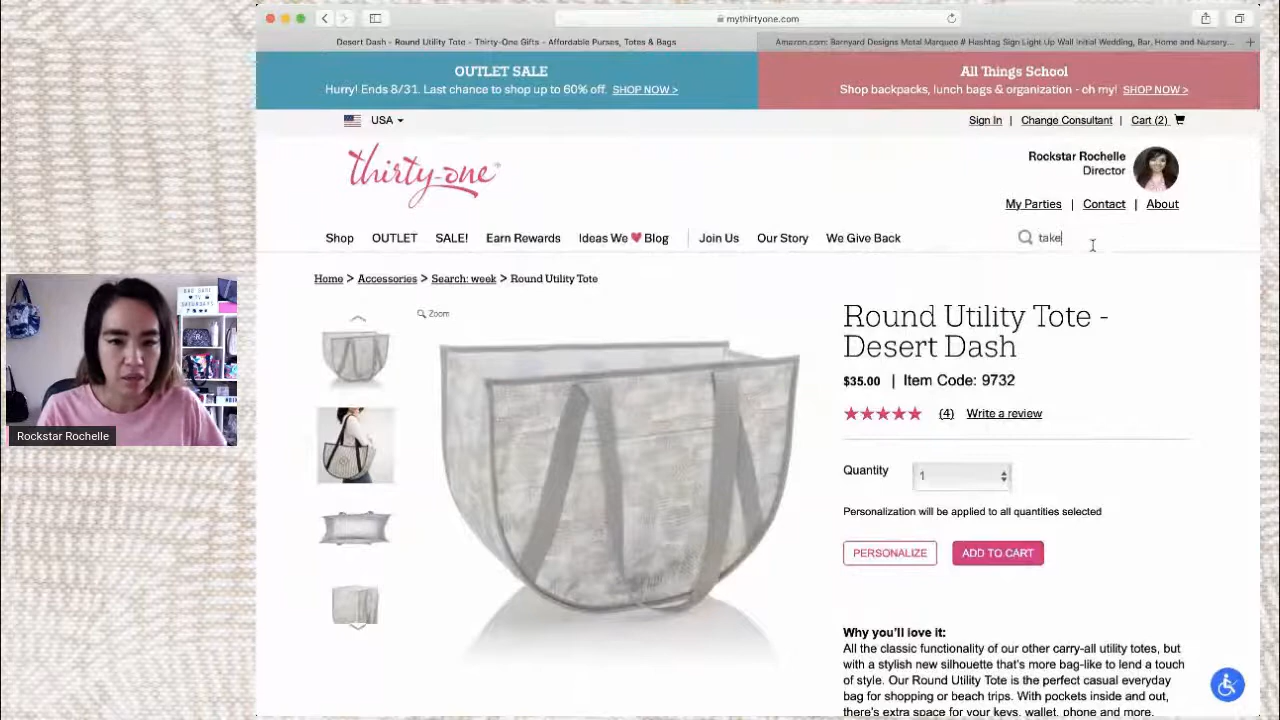 mythirtyone.com
Desert Dash - Round Utility Tote - Thirty-One Gifts - Affordable Purses, Totes & Bags
Amazon.com: Barnyard Designs Metal Marquee # Hashtag Sign Light Up Wall Initial Wedding, Bar, Home and Nursery...
OUTLET SALE
Hurry! Ends 8/31. Last chance to shop up to 60% off. SHOP NOW >
All Things School
Shop backpacks, lunch bags & organization - oh my! SHOP NOW >
USA
Sign In | Change Consultant | Cart (2)
thirty-one
Rockstar Rochelle
Director
My Parties | Contact | About
Shop OUTLET SALE! Earn Rewards Ideas We ♥ Blog Join Us Our Story We Give Back
take
Home > Accessories > Search: week > Round Utility Tote
Zoom
Round Utility Tote -
Desert Dash
$35.00 | Item Code: 9732
(4) Write a review
Quantity 1
Personalization will be applied to all quantities selected
PERSONALIZE ADD TO CART
Why you'll love it:
All the classic functionality of our other carry-all utility totes, but
with a stylish new silhouette that's more bag-like to lend a touch
of style. Our Round Utility Tote is the perfect casual everyday
bag for shopping or beach trips. With pockets inside and out,
there's extra space for your keys, wallet, phone and more.
Rockstar Rochelle